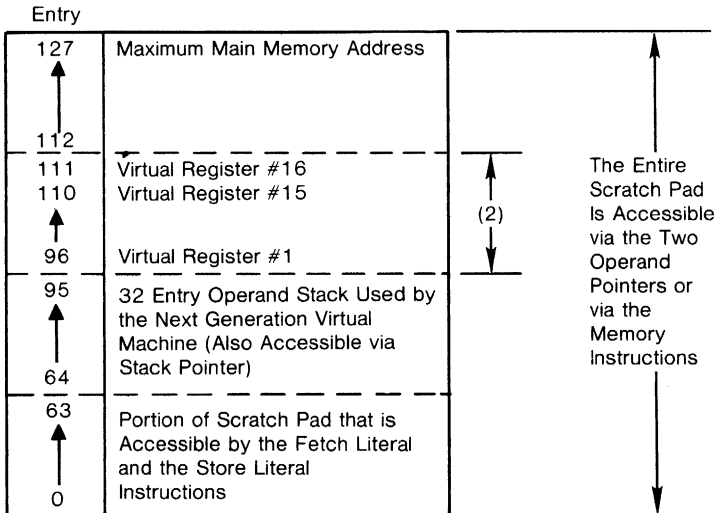 Entry
127 Maximum Main Memory Address
112
111 Virtual Register #16
110 Virtual Register #15
96 Virtual Register #1
(2)
95
32 Entry Operand Stack Used by
the Next Generation Virtual
Machine (Also Accessible via
Stack Pointer)
64
63
Portion of Scratch Pad that is
Accessible by the Fetch Literal
and the Store Literal
Instructions
0
The Entire
Scratch Pad
Is Accessible
via the Two
Operand
Pointers or
via the
Memory
Instructions